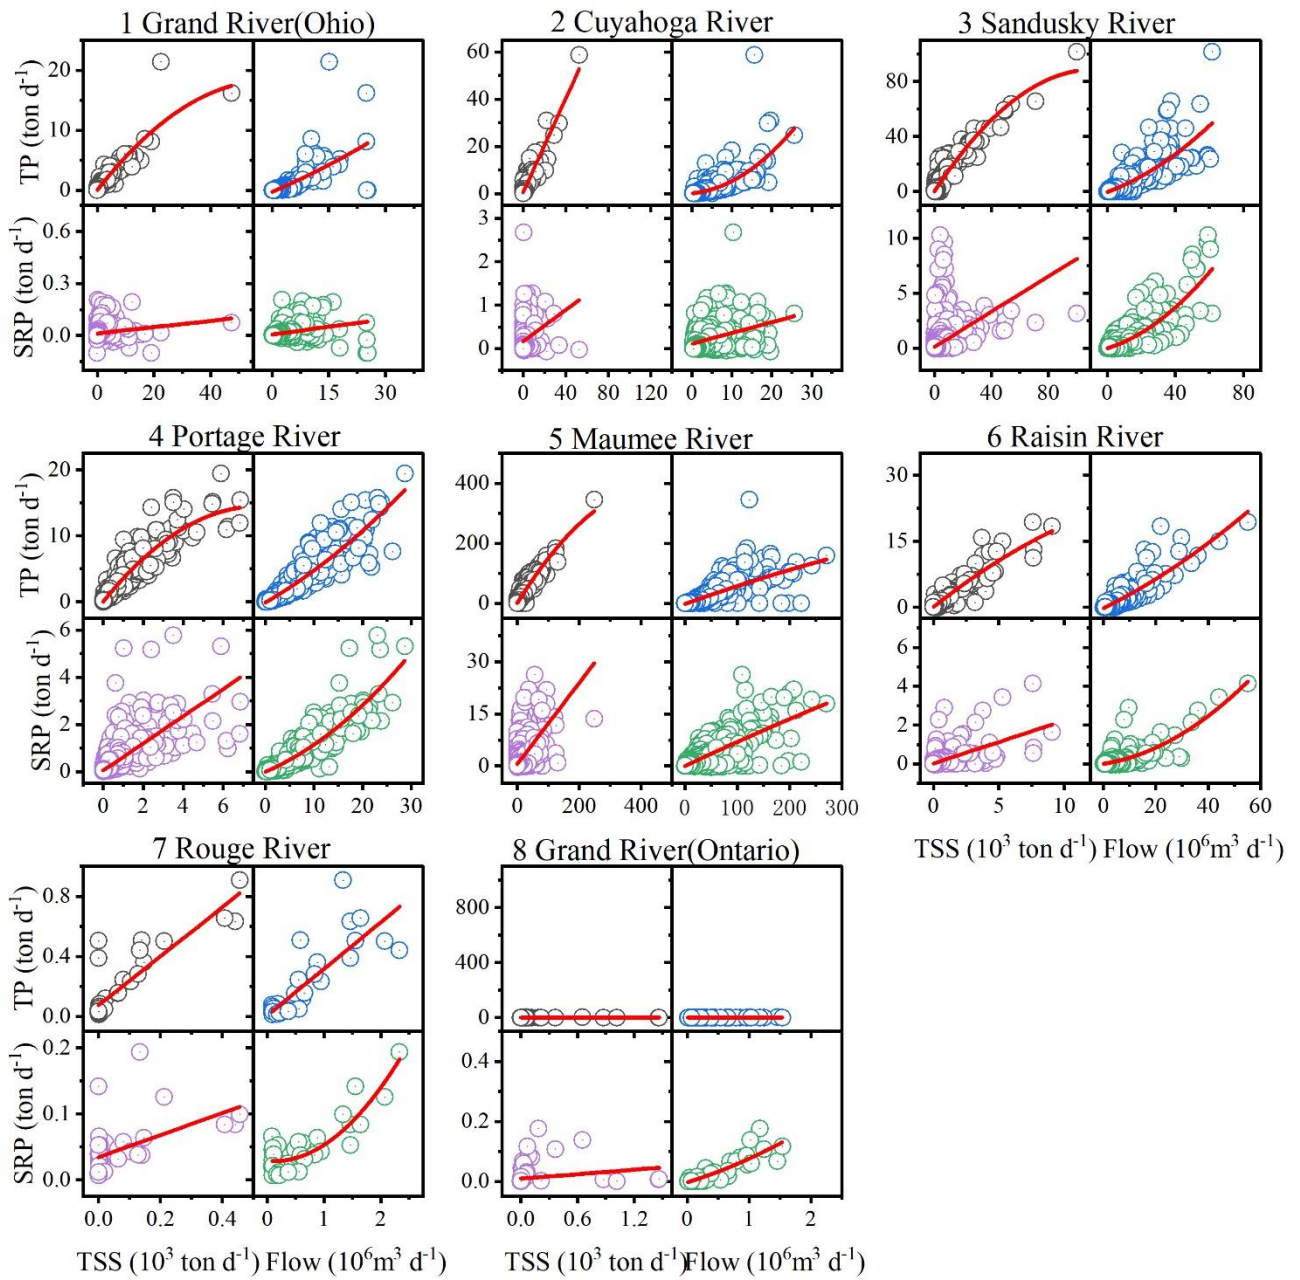 1 Grand River(Ohio)
2 Cuyahoga River
3 Sandusky River
TP (ton d⁻¹)
20
10
0
60
40
20
0
80
40
0
SRP (ton d⁻¹)
0.6
0.3
0.0
3
2
1
0
10
5
0
0 20 40
0 10 20 30
0 40 80 120
0 10 20 30
0 40 80
0 40 80
4 Portage River
5 Maumee River
6 Raisin River
TP (ton d⁻¹)
20
10
0
400
200
0
30
15
0
SRP (ton d⁻¹)
6
4
2
0
30
15
0
6
4
2
0
0 2 4 6
0 10 20 30
0 200 400
0 100 200 300
0 5 10
0 20 40 60
TSS (10³ ton d⁻¹) Flow (10⁶m³ d⁻¹)
7 Rouge River
8 Grand River(Ontario)
TP (ton d⁻¹)
0.8
0.4
0.0
800
400
0
SRP (ton d⁻¹)
0.2
0.1
0.0
0.4
0.2
0.0
0.0 0.2 0.4
0 1 2
0.0 0.6 1.2
0 1 2
TSS (10³ ton d⁻¹) Flow (10⁶m³ d⁻¹)
TSS (10³ ton d⁻¹) Flow (10⁶m³ d⁻¹)